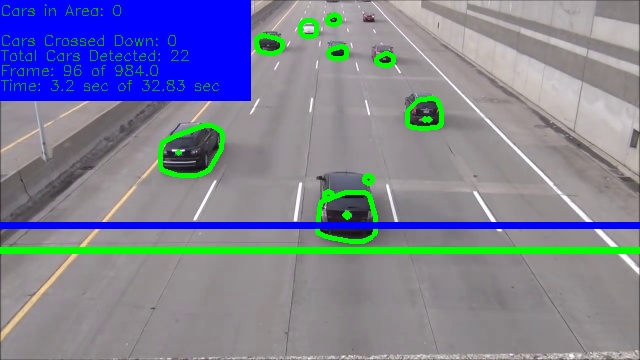 Cars in Area: 0
Cars Crossed Down: 0
Total Cars Detected: 22
Frame: 96 of 984.0
Time: 3.2 sec of 32.83 sec